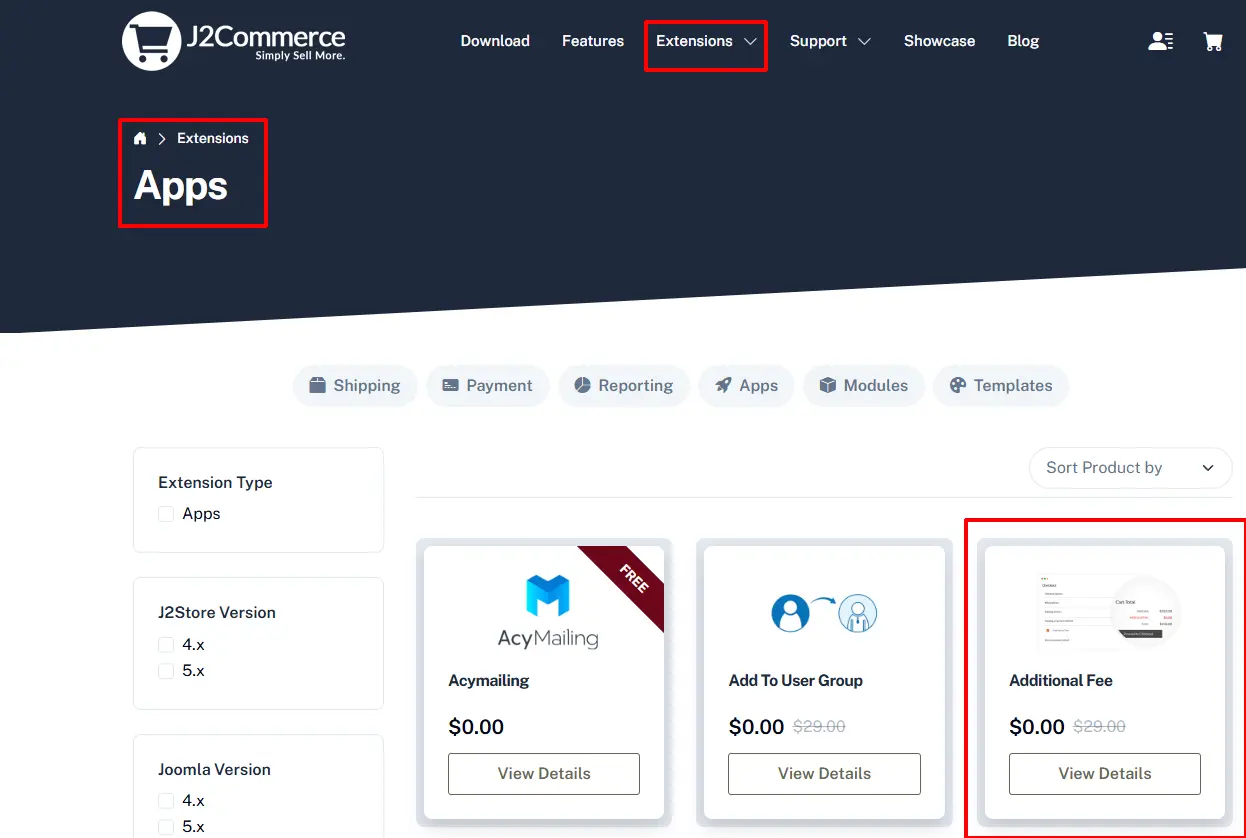 J2Commerce
Simply Sell More.
Download Features Extensions Support Showcase Blog
Extensions
Apps
Shipping Payment Reporting Apps Modules Templates
Extension Type
Apps
J2Store Version
4.x
5.x
Joomla Version
4.x
5.x
Sort Product by
FREE
AcyMailing
Acymailing
$0.00
View Details
Add To User Group
$0.00 $29.00
View Details
Cart Total
Additional Fee
$0.00 $29.00
View Details